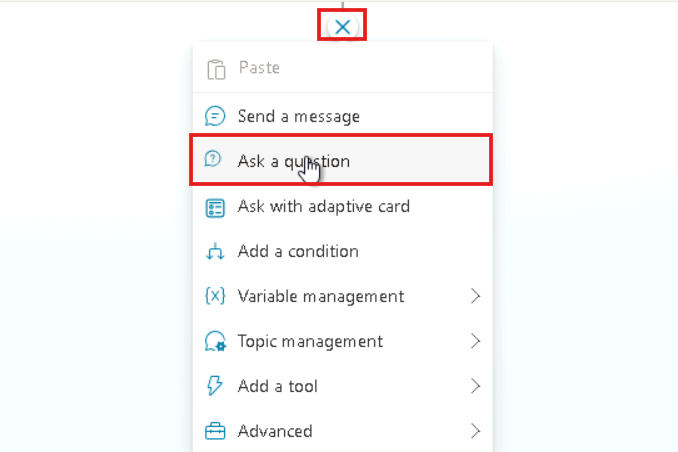 Paste
Send a message
Ask a question
Ask with adaptive card
Add a condition
Variable management
Topic management
Add a tool
Advanced